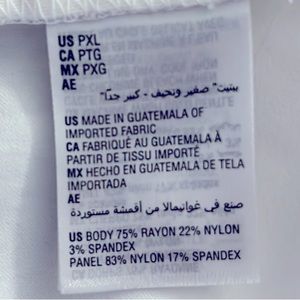 US PXL
CA PTG
MX PXG
AE
بيتيت" صغير ونحيف - كبير جدًا"
US MADE IN GUATEMALA OF
IMPORTED FABRIC
CA FABRIQUÉ AU GUATEMALA À
PARTIR DE TISSU IMPORTÉ
MX HECHO EN GUATEMALA DE TELA
IMPORTADA
AE
صنع في غواتيمالا من أقمشة مستوردة
US BODY 75% RAYON 22% NYLON
3% SPANDEX
PANEL 83% NYLON 17% SPANDEX